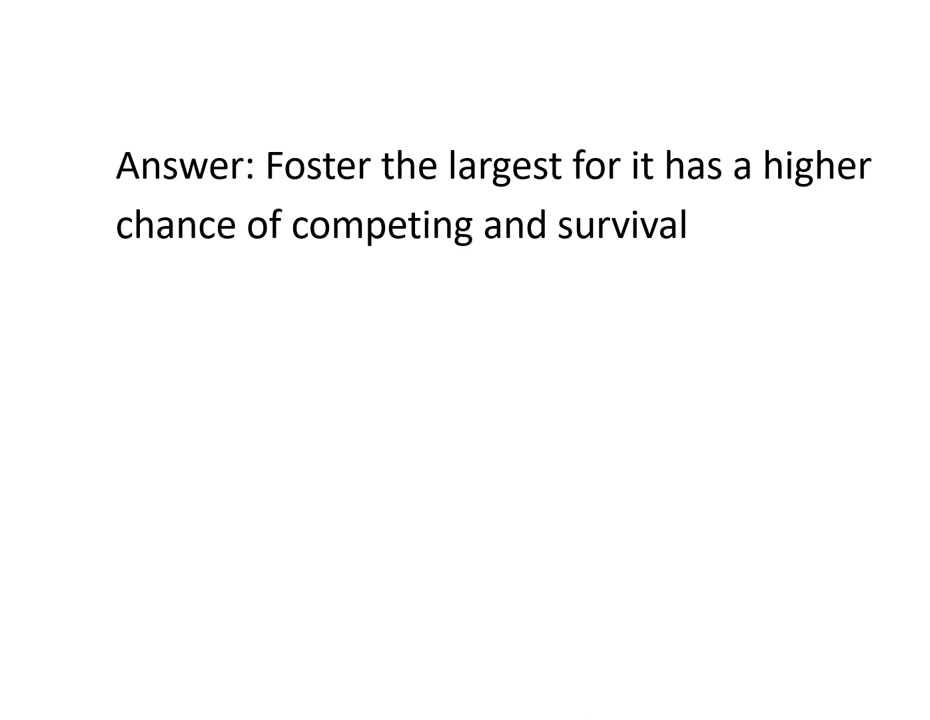 Answer: Foster the largest for it has a higher
chance of competing and survival